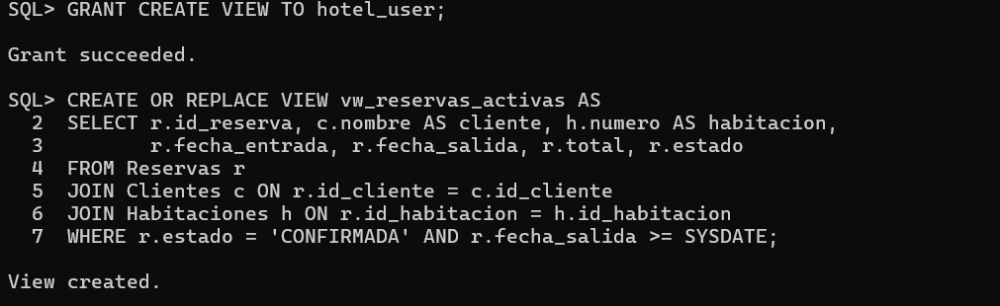 SQL> GRANT CREATE VIEW TO hotel_user;
Grant succeeded.
SQL> CREATE OR REPLACE VIEW vw_reservas_activas AS
  2  SELECT r.id_reserva, c.nombre AS cliente, h.numero AS habitacion,
  3         r.fecha_entrada, r.fecha_salida, r.total, r.estado
  4  FROM Reservas r
  5  JOIN Clientes c ON r.id_cliente = c.id_cliente
  6  JOIN Habitaciones h ON r.id_habitacion = h.id_habitacion
  7  WHERE r.estado = 'CONFIRMADA' AND r.fecha_salida >= SYSDATE;
View created.